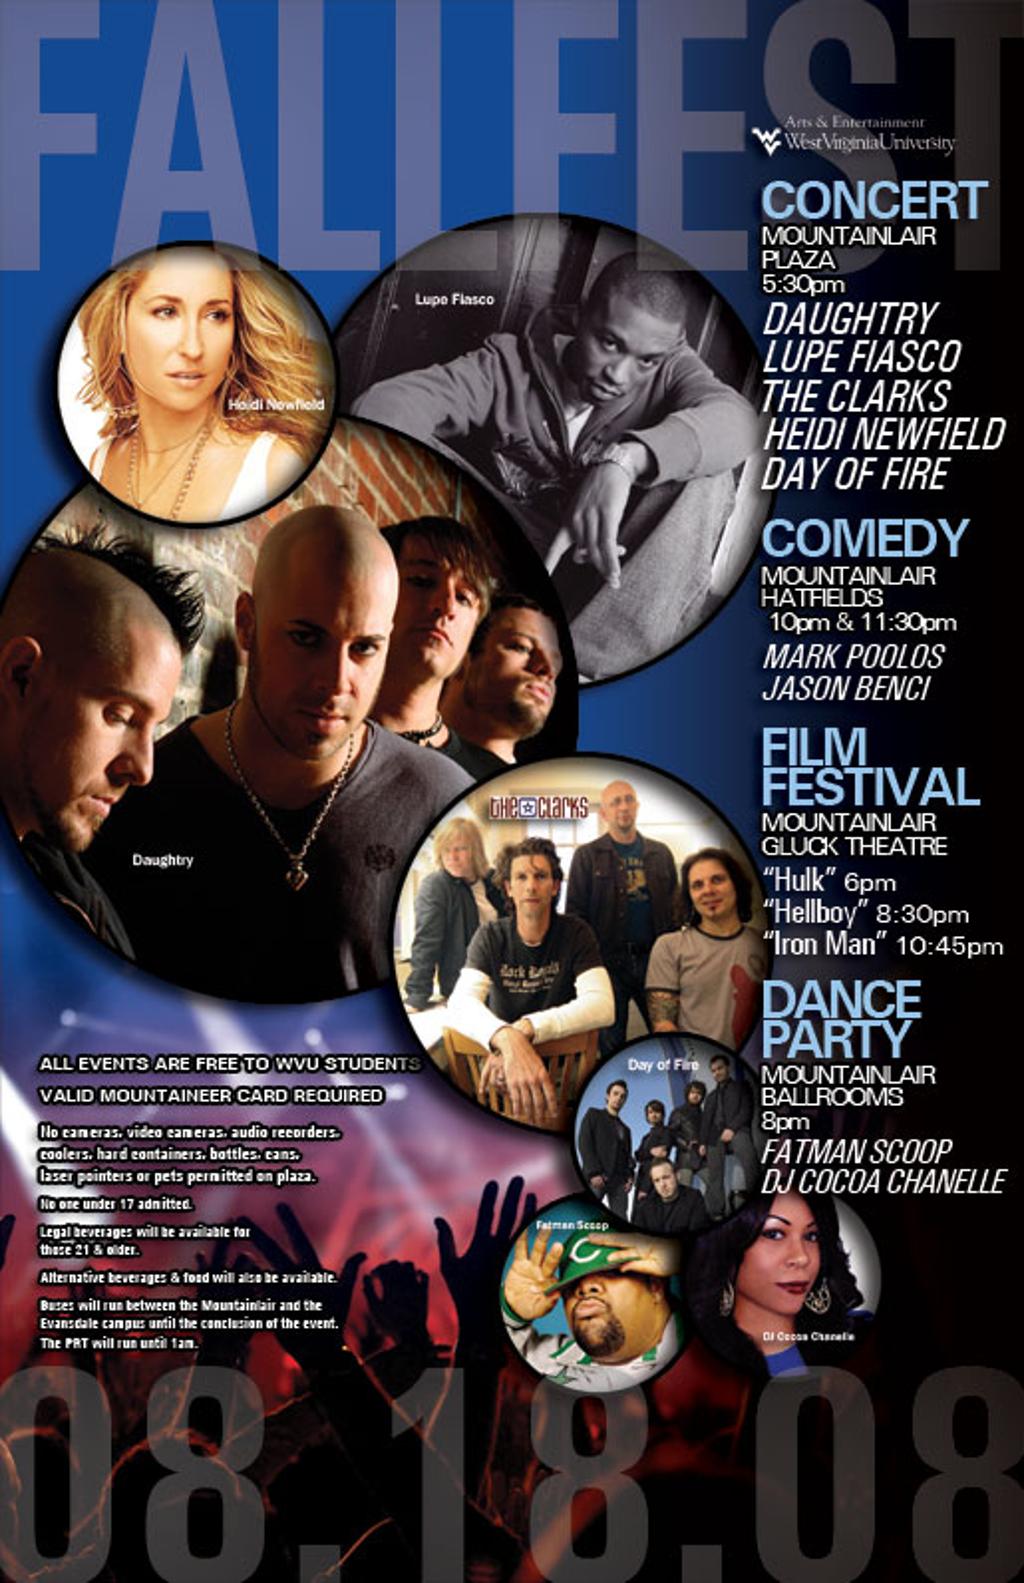 FALLFEST
Arts & Entertainment
WestVirginiaUniversity
CONCERT
MOUNTAINLAIR
PLAZA
5:30pm
DAUGHTRY
LUPE FIASCO
THE CLARKS
HEIDI NEWFIELD
DAY OF FIRE
COMEDY
MOUNTAINLAIR
HATFIELDS
10pm & 11:30pm
MARK POOLOS
JASON BENCI
FILM
FESTIVAL
MOUNTAINLAIR
GLUCK THEATRE
"Hulk" 6pm
"Hellboy" 8:30pm
"Iron Man" 10:45pm
DANCE
PARTY
MOUNTAINLAIR
BALLROOMS
8pm
FATMAN SCOOP
DJ COCOA CHANELLE
Lupe Fiasco
Heidi Newfield
Daughtry
the clarks
Rock
Day of Fire
Fatman Scoop
DJ Cocoa Chanelle
ALL EVENTS ARE FREE TO WVU STUDENTS
VALID MOUNTAINEER CARD REQUIRED
No cameras, video cameras, audio recorders,
coolers, hard containers, bottles, cans,
laser pointers or pets permitted on plaza.
No one under 17 admitted.
Legal beverages will be available for
those 21 & older.
Alternative beverages & food will also be available.
Buses will run between the Mountainlair and the
Evansdale campus until the conclusion of the event.
The PRT will run until 1am.
08.18.08